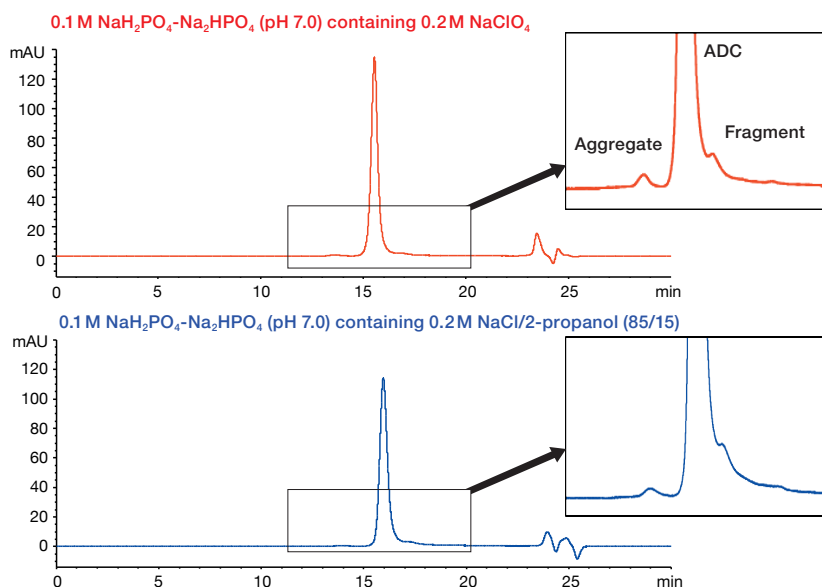 0.1 M NaH₂PO₄-Na₂HPO₄ (pH 7.0) containing 0.2 M NaClO₄
mAU
120
100
80
60
40
20
0
0 5 10 15 20 25 min
ADC
Aggregate
Fragment
0.1 M NaH₂PO₄-Na₂HPO₄ (pH 7.0) containing 0.2 M NaCl/2-propanol (85/15)
mAU
120
100
80
60
40
20
0
0 5 10 15 20 25 min